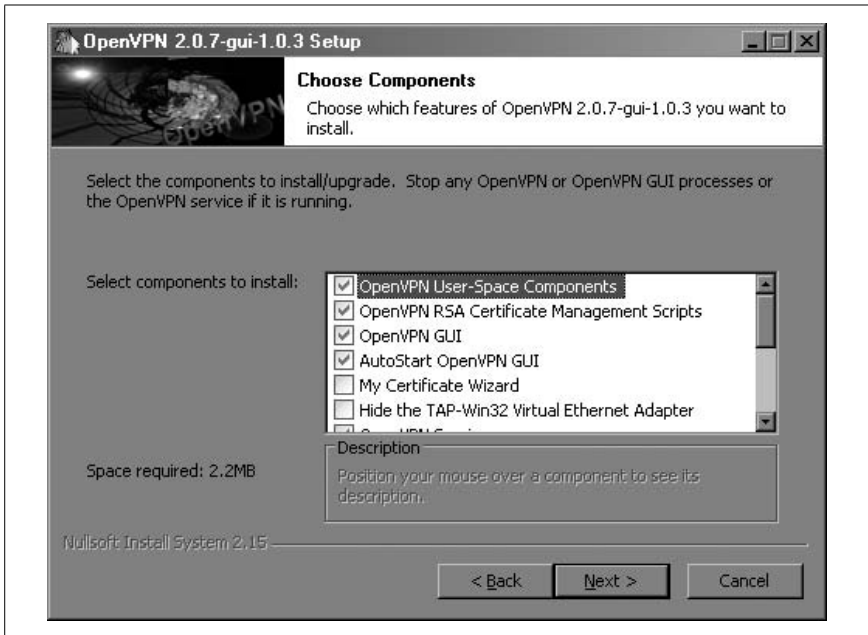 OpenVPN 2.0.7-gui-1.0.3 Setup
Choose Components
Choose which features of OpenVPN 2.0.7-gui-1.0.3 you want to
install.
OpenVPN
Select the components to install/upgrade. Stop any OpenVPN or OpenVPN GUI processes or
the OpenVPN service if it is running.
Select components to install:
OpenVPN User-Space Components
OpenVPN RSA Certificate Management Scripts
OpenVPN GUI
AutoStart OpenVPN GUI
My Certificate Wizard
Hide the TAP-Win32 Virtual Ethernet Adapter
Space required: 2.2MB
Description
Position your mouse over a component to see its
description.
Nullsoft Install System 2.15
< Back
Next >
Cancel